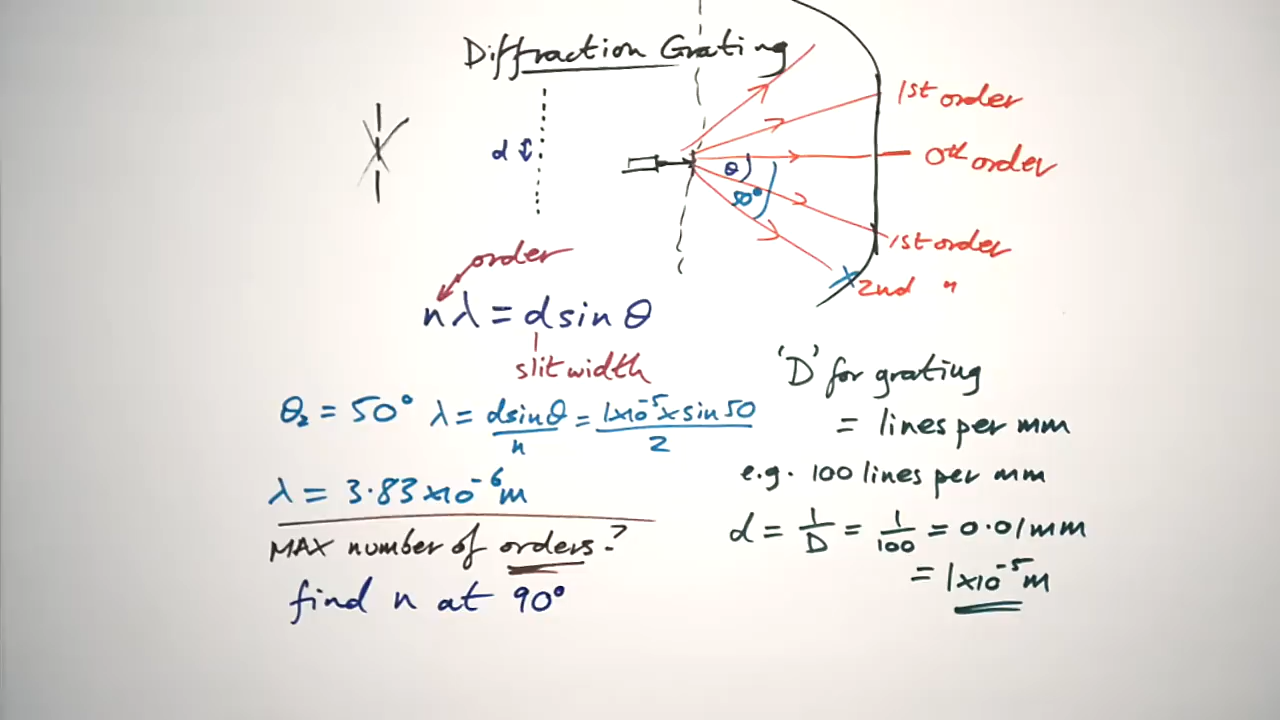 Diffraction Grating
1st order
0th order
d
θ
50°
1st order
2nd "
order
nλ = d sin θ
slit width
'D' for grating
= lines per mm
θ₂ = 50° λ = dsinθ/n = 1x10⁻⁵ x sin 50/2
e.g. 100 lines per mm
λ = 3.83 x10⁻⁶ m
d = 1/D = 1/100 = 0.01 mm
= 1x10⁻⁵ m
MAX number of orders?
find n at 90°